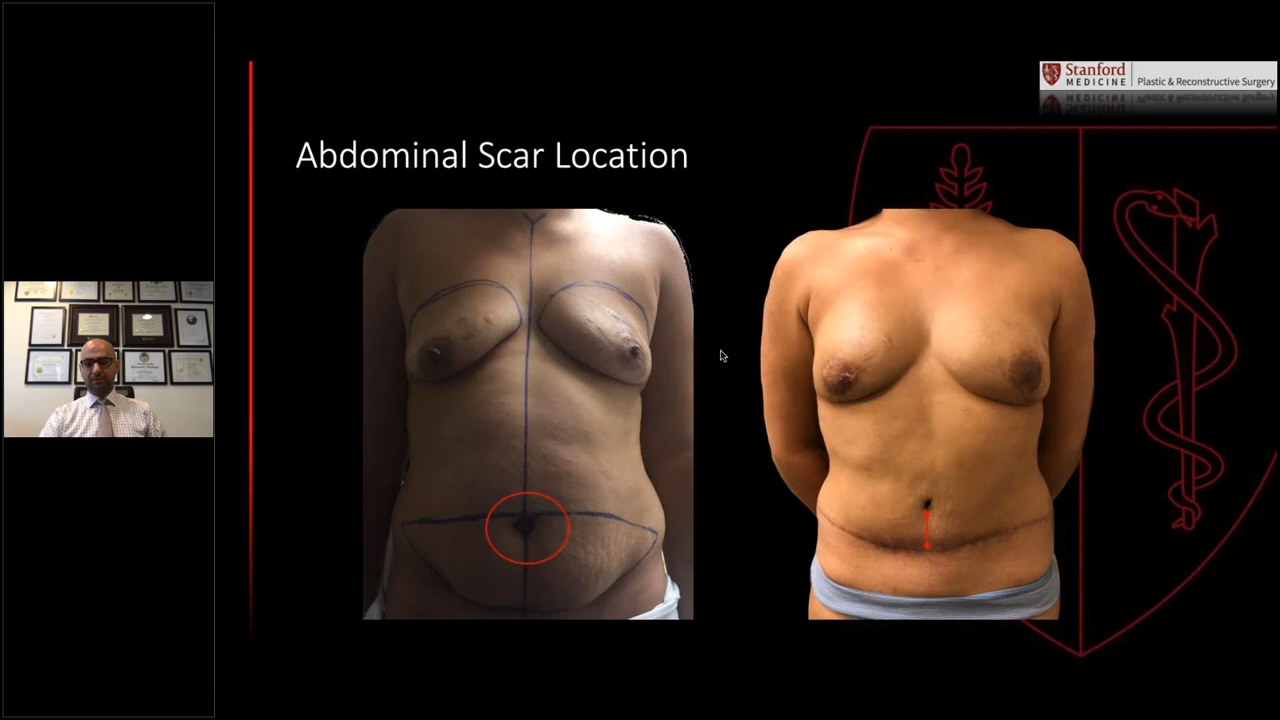 Stanford
MEDICINE
Plastic & Reconstructive Surgery
Abdominal Scar Location